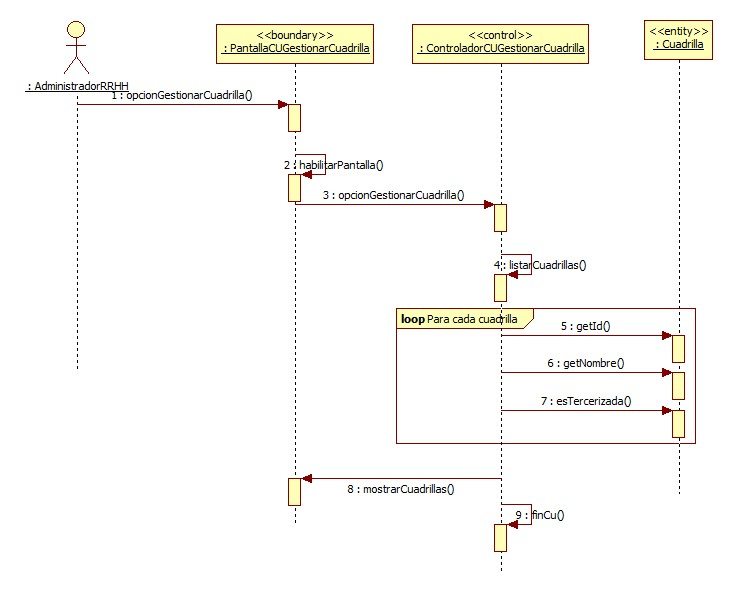 <<boundary>>
: PantallaCUGestionarCuadrilla
<<control>>
: ControladorCUGestionarCuadrilla
<<entity>>
: Cuadrilla
: AdministradorRRHH
1 : opcionGestionarCuadrilla()
2 : habilitarPantalla()
3 : opcionGestionarCuadrilla()
4 : listarCuadrillas()
loop Para cada cuadrilla
5 : getId()
6 : getNombre()
7 : esTercerizada()
8 : mostrarCuadrillas()
9 : finCu()